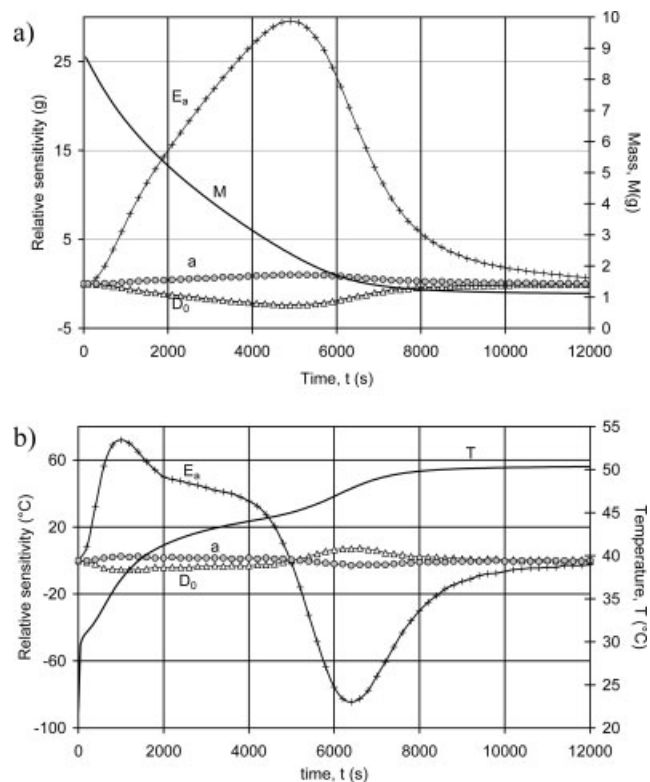 a)
10
25
9
8
Eₐ
7
15
6
5
M
4
5
a
3
2
D₀
1
-5
0
0 2000 4000 6000 8000 10000 12000
Relative sensitivity (g)
Mass, M(g)
Time, t (s)
b)
60
Eₐ
T
50
20
a
45
40
D₀
-20
35
30
-60
25
-100
20
0 2000 4000 6000 8000 10000 12000
Relative sensitivity (°C)
Temperature, T (°C)
time, t (s)